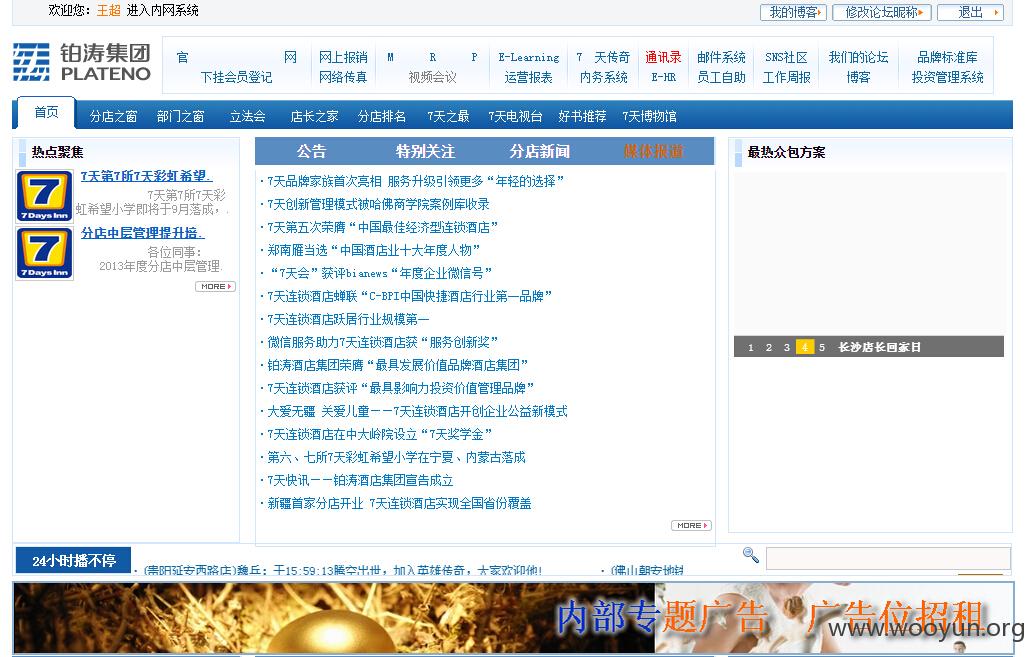 欢迎您：王超 进入内网系统
我的博客 修改论坛昵称 退出
铂涛集团
PLATENO
官 网 网上报销 M R P E-Learning 7 天传奇 通讯录 邮件系统 SNS社区 我们的论坛 品牌标准库
下挂会员登记 网络传真 视频会议 运营报表 内务系统 E-HR 员工自助 工作周报 博客 投资管理系统
首页 分店之窗 部门之窗 立法会 店长之家 分店排名 7天之最 7天电视台 好书推荐 7天博物馆
热点聚焦
7天第7所7天彩虹希望.
7天第7所7天彩
虹希望小学即将于9月落成，.
7
7 Days Inn
分店中层管理提升培.
各位同事：
2013年度分店中层管理.
7
7 Days Inn
MORE
公告 特别关注 分店新闻 媒体报道
·7天品牌家族首次亮相 服务升级引领更多“年轻的选择”
·7天创新管理模式被哈佛商学院案例库收录
·7天第五次荣膺“中国最佳经济型连锁酒店”
·郑南雁当选“中国酒店业十大年度人物”
·“7天会”获评bianews“年度企业微信号”
·7天连锁酒店蝉联“C-BPI中国快捷酒店行业第一品牌”
·7天连锁酒店跃居行业规模第一
·微信服务助力7天连锁酒店获“服务创新奖”
·铂涛酒店集团荣膺“最具发展价值品牌酒店集团”
·7天连锁酒店获评“最具影响力投资价值管理品牌”
·大爱无疆 关爱儿童——7天连锁酒店开创企业公益新模式
·7天连锁酒店在中大岭院设立“7天奖学金”
·第六、七所7天彩虹希望小学在宁夏、内蒙古落成
·7天快讯——铂涛酒店集团宣告成立
·新疆首家分店开业 7天连锁酒店实现全国省份覆盖
MORE
最热众包方案
1 2 3 4 5 长沙店长回家日
24小时播不停
·(贵阳延安西路店)魏兵：于15:59:13腾空出世，加入英雄传奇，大家欢迎他!
·(佛山朝安地铁
内部专题广告 广告位招租
www.wooyun.org